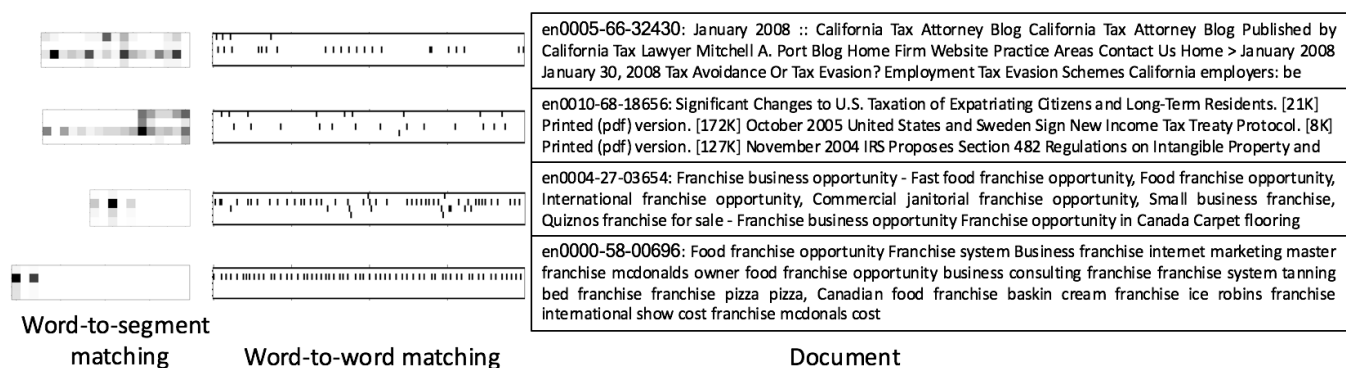 en0005-66-32430: January 2008 :: California Tax Attorney Blog California Tax Attorney Blog Published by
California Tax Lawyer Mitchell A. Port Blog Home Firm Website Practice Areas Contact Us Home > January 2008
January 30, 2008 Tax Avoidance Or Tax Evasion? Employment Tax Evasion Schemes California employers: be
en0010-68-18656: Significant Changes to U.S. Taxation of Expatriating Citizens and Long-Term Residents. [21K]
Printed (pdf) version. [172K] October 2005 United States and Sweden Sign New Income Tax Treaty Protocol. [8K]
Printed (pdf) version. [127K] November 2004 IRS Proposes Section 482 Regulations on Intangible Property and
en0004-27-03654: Franchise business opportunity - Fast food franchise opportunity, Food franchise opportunity,
International franchise opportunity, Commercial janitorial franchise opportunity, Small business franchise,
Quiznos franchise for sale - Franchise business opportunity Franchise opportunity in Canada Carpet flooring
en0000-58-00696: Food franchise opportunity Franchise system Business franchise internet marketing master
franchise mcdonalds owner food franchise opportunity business consulting franchise franchise system tanning
bed franchise franchise pizza pizza, Canadian food franchise baskin cream franchise ice robins franchise
international show cost franchise mcdonals cost
Word-to-segment
matching
Word-to-word matching
Document